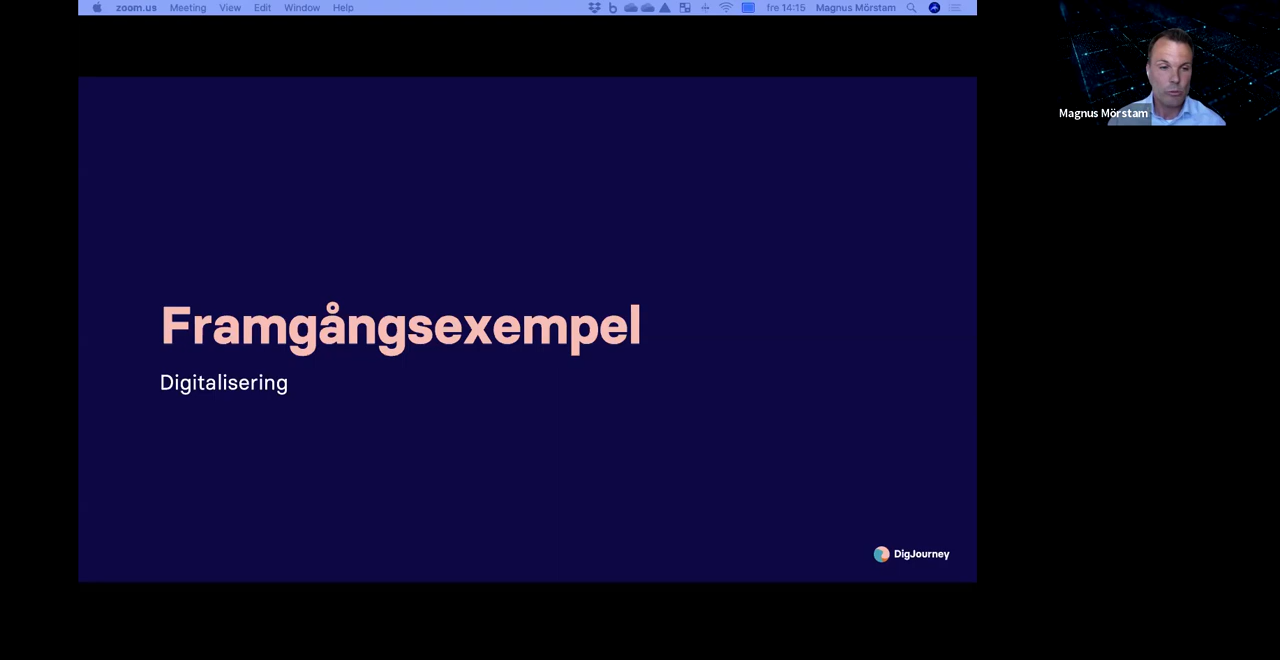 zoom.us Meeting View Edit Window Help fre 14:15 Magnus Mörstam
Magnus Mörstam
Framgångsexempel
Digitalisering
DigJourney